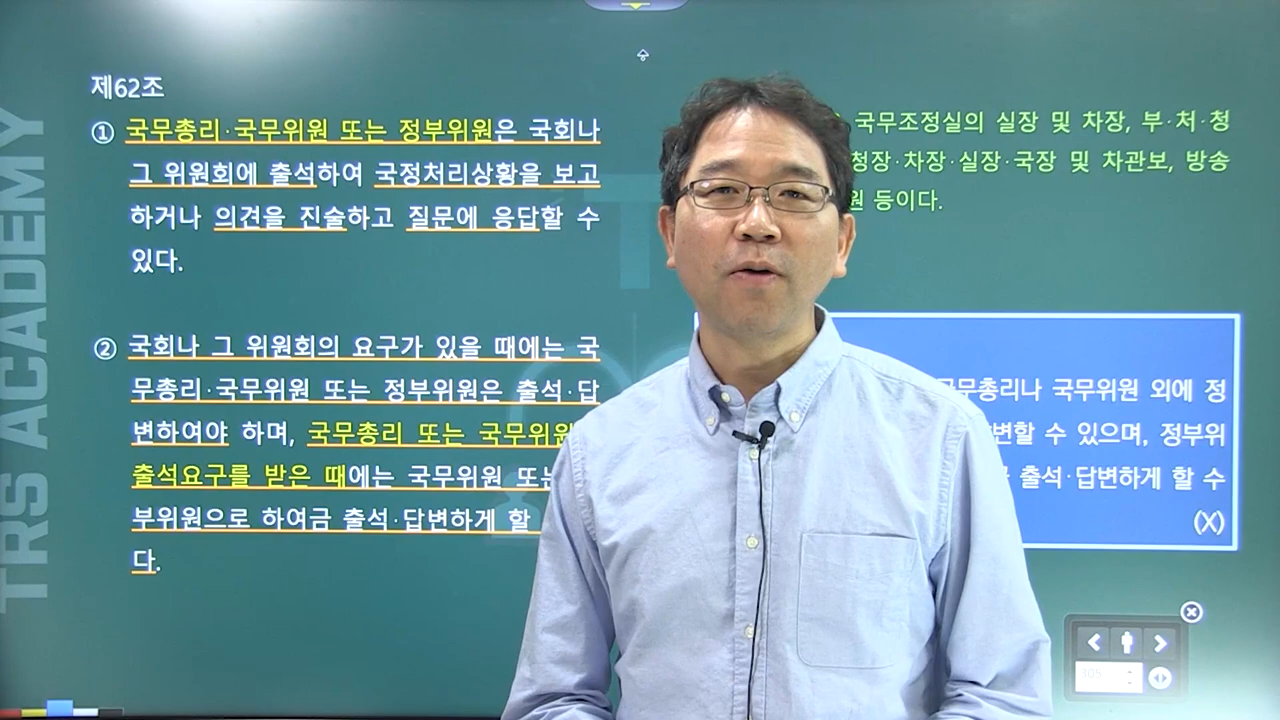 TRS ACADEMY
제62조
① 국무총리·국무위원 또는 정부위원은 국회나
그 위원회에 출석하여 국정처리상황을 보고
하거나 의견을 진술하고 질문에 응답할 수
있다.
② 국회나 그 위원회의 요구가 있을 때에는 국
무총리·국무위원 또는 정부위원은 출석·답
변하여야 하며, 국무총리 또는 국무위원
출석요구를 받은 때에는 국무위원 또는
부위원으로 하여금 출석·답변하게 할
다.
국무조정실의 실장 및 차장, 부·처·청
청장·차장·실장·국장 및 차관보, 방송
등이다.
국무총리나 국무위원 외에 정
변할 수 있으며, 정부위
출석·답변하게 할 수
(X)
305